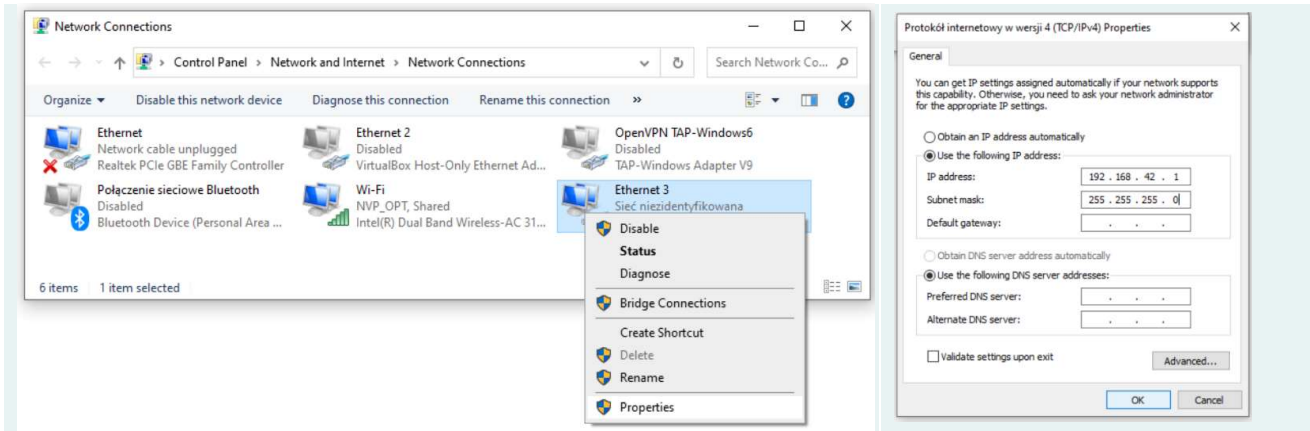 Network Connections
Control Panel > Network and Internet > Network Connections
Search Network Co...
Organize
Disable this network device
Diagnose this connection
Rename this connection
»
Ethernet
Network cable unplugged
Realtek PCIe GBE Family Controller
Ethernet 2
Disabled
VirtualBox Host-Only Ethernet Ad...
OpenVPN TAP-Windows6
Disabled
TAP-Windows Adapter V9
Połączenie sieciowe Bluetooth
Disabled
Bluetooth Device (Personal Area ...
Wi-Fi
NVP_OPT, Shared
Intel(R) Dual Band Wireless-AC 31...
Ethernet 3
Sieć niezidentyfikowana
Disable
Status
Diagnose
Bridge Connections
Create Shortcut
Delete
Rename
Properties
6 items
1 item selected
Protokół internetowy w wersji 4 (TCP/IPv4) Properties
General
You can get IP settings assigned automatically if your network supports
this capability. Otherwise, you need to ask your network administrator
for the appropriate IP settings.
Obtain an IP address automatically
Use the following IP address:
IP address: 192 . 168 . 42 . 1
Subnet mask: 255 . 255 . 255 . 0
Default gateway: . . .
Obtain DNS server address automatically
Use the following DNS server addresses:
Preferred DNS server: . . .
Alternate DNS server: . . .
Validate settings upon exit
Advanced...
OK
Cancel